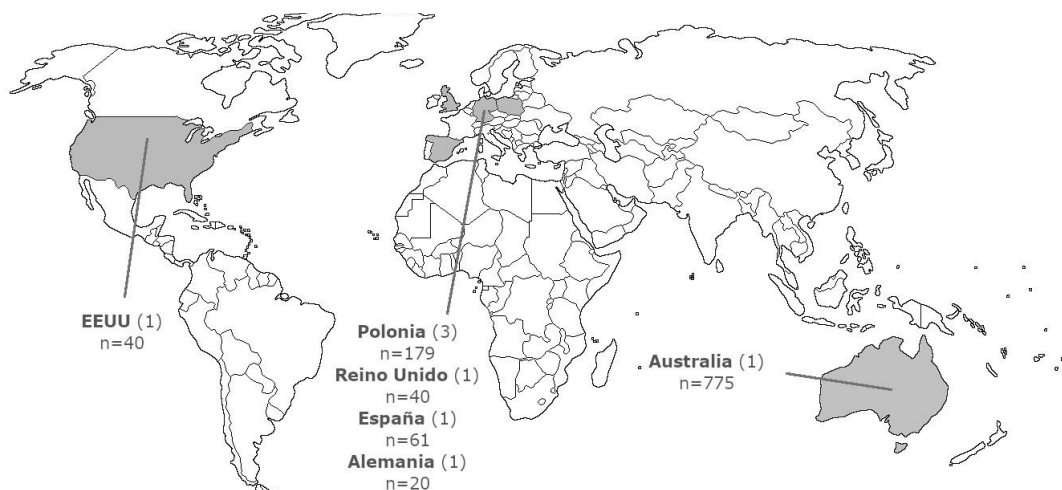 EEUU (1)
n=40
Polonia (3)
n=179
Reino Unido (1)
n=40
España (1)
n=61
Alemania (1)
n=20
Australia (1)
n=775